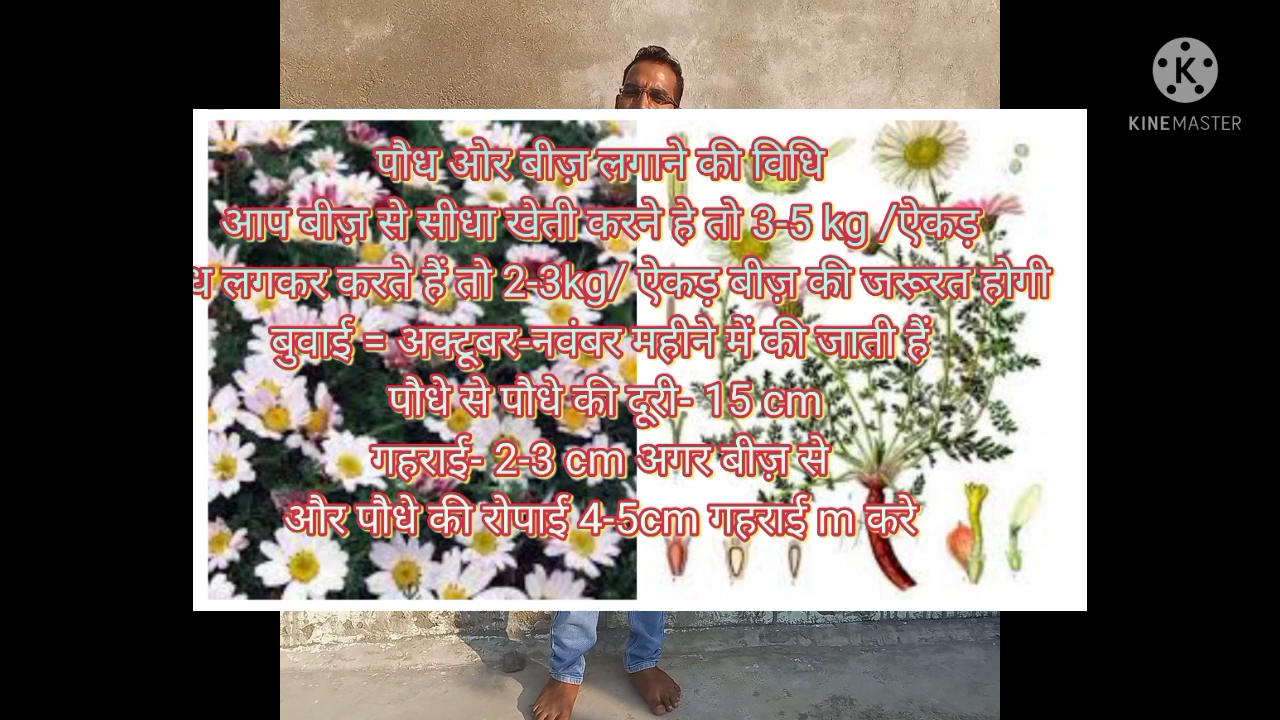 पौध ओर बीज़ लगाने की विधि
आप बीज़ से सीधा खेती करने हे तो 3-5 kg /ऐकड़
लगकर करते हैं तो 2-3kg/ ऐकड़ बीज़ की जरूरत होगी
बुवाई = अक्टूबर-नवंबर महीने में की जाती हैं
पौधे से पौधे की दूरी- 15 cm
गहराई- 2-3 cm अगर बीज़ से
और पौधे की रोपाई 4-5cm गहराई m करे
KINEMASTER